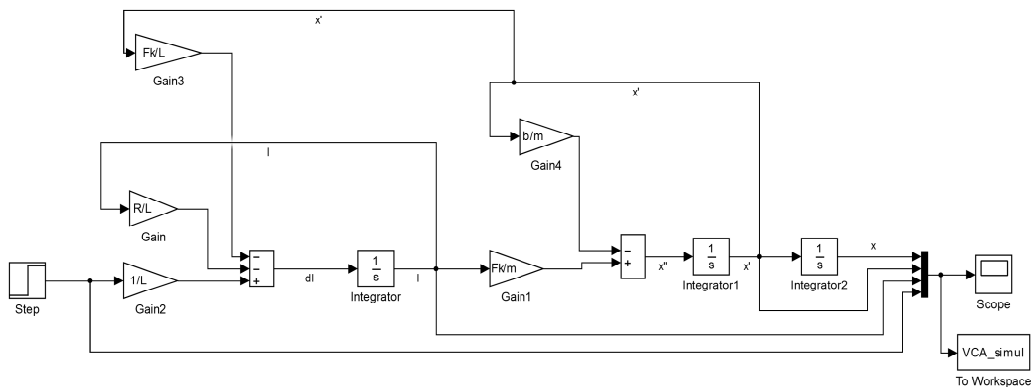 x'
Fk/L
Gain3
x'
b/m
Gain4
I
R/L
Gain
1/L
Gain2
Step
dI
1
s
Integrator
I
Fk/m
Gain1
x''
1
s
Integrator1
x'
1
s
Integrator2
x
Scope
VCA_simul
To Workspace